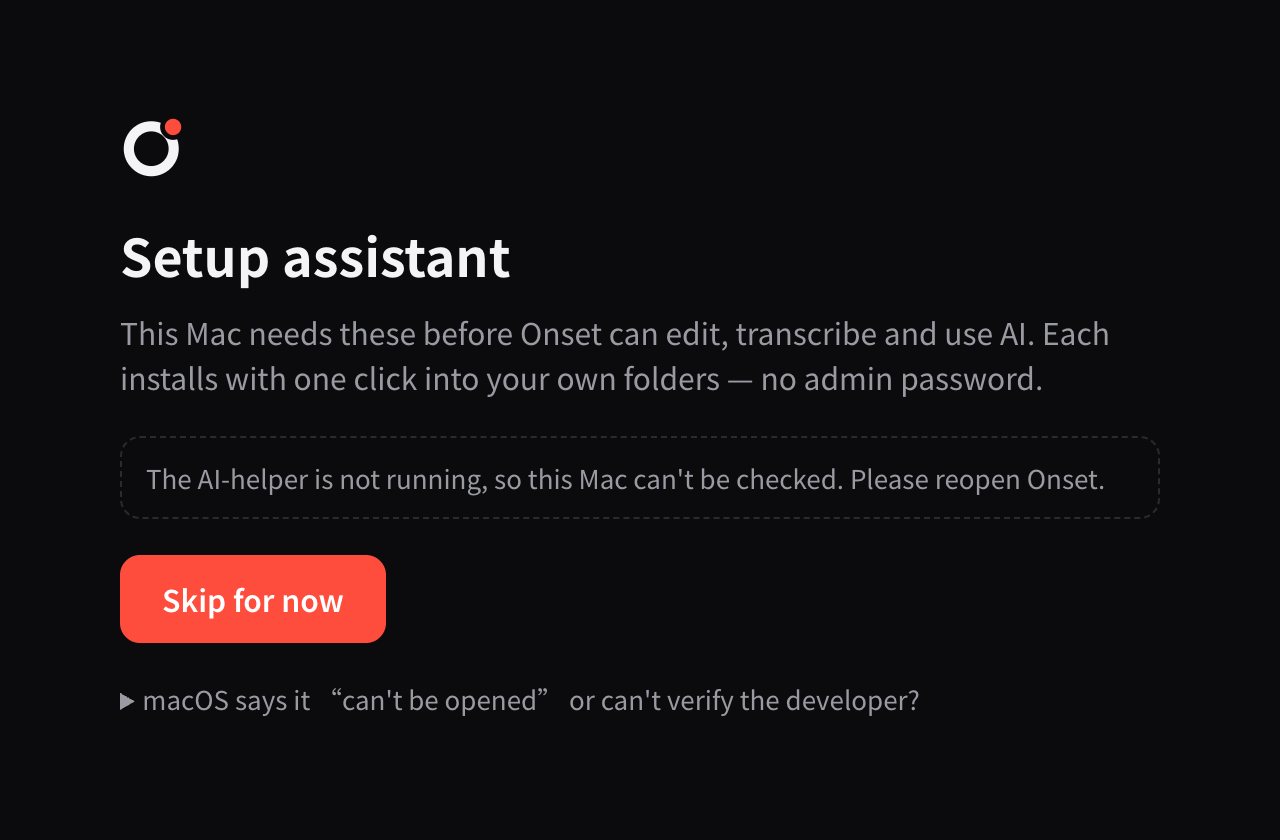 Setup assistant
This Mac needs these before Onset can edit, transcribe and use AI. Each
installs with one click into your own folders — no admin password.
The AI-helper is not running, so this Mac can't be checked. Please reopen Onset.
Skip for now
macOS says it “can't be opened” or can't verify the developer?